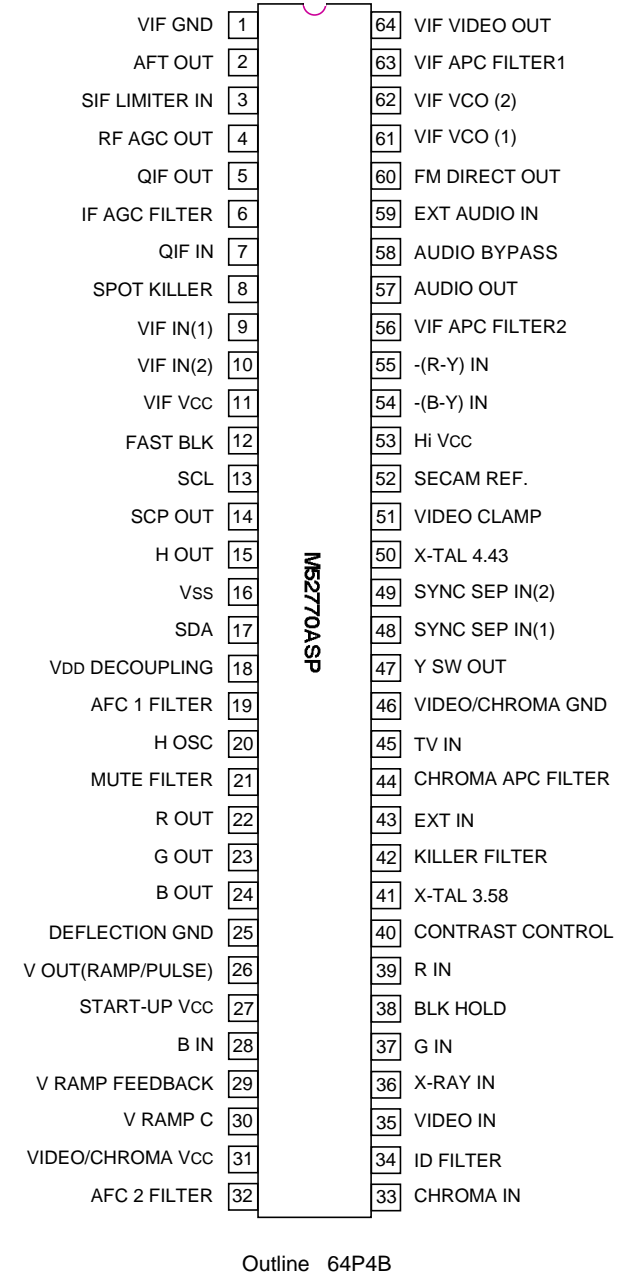 VIF GND 1 64 VIF VIDEO OUT
AFT OUT 2 63 VIF APC FILTER1
SIF LIMITER IN 3 62 VIF VCO (2)
RF AGC OUT 4 61 VIF VCO (1)
QIF OUT 5 60 FM DIRECT OUT
IF AGC FILTER 6 59 EXT AUDIO IN
QIF IN 7 58 AUDIO BYPASS
SPOT KILLER 8 57 AUDIO OUT
VIF IN(1) 9 56 VIF APC FILTER2
VIF IN(2) 10 55 -(R-Y) IN
VIF VCC 11 54 -(B-Y) IN
FAST BLK 12 53 Hi VCC
SCL 13 52 SECAM REF.
SCP OUT 14 51 VIDEO CLAMP
H OUT 15 50 X-TAL 4.43
VSS 16 49 SYNC SEP IN(2)
SDA 17 48 SYNC SEP IN(1)
VDD DECOUPLING 18 47 Y SW OUT
AFC 1 FILTER 19 46 VIDEO/CHROMA GND
H OSC 20 45 TV IN
MUTE FILTER 21 44 CHROMA APC FILTER
R OUT 22 43 EXT IN
G OUT 23 42 KILLER FILTER
B OUT 24 41 X-TAL 3.58
DEFLECTION GND 25 40 CONTRAST CONTROL
V OUT(RAMP/PULSE) 26 39 R IN
START-UP VCC 27 38 BLK HOLD
B IN 28 37 G IN
V RAMP FEEDBACK 29 36 X-RAY IN
V RAMP C 30 35 VIDEO IN
VIDEO/CHROMA VCC 31 34 ID FILTER
AFC 2 FILTER 32 33 CHROMA IN
M52770ASP
Outline 64P4B